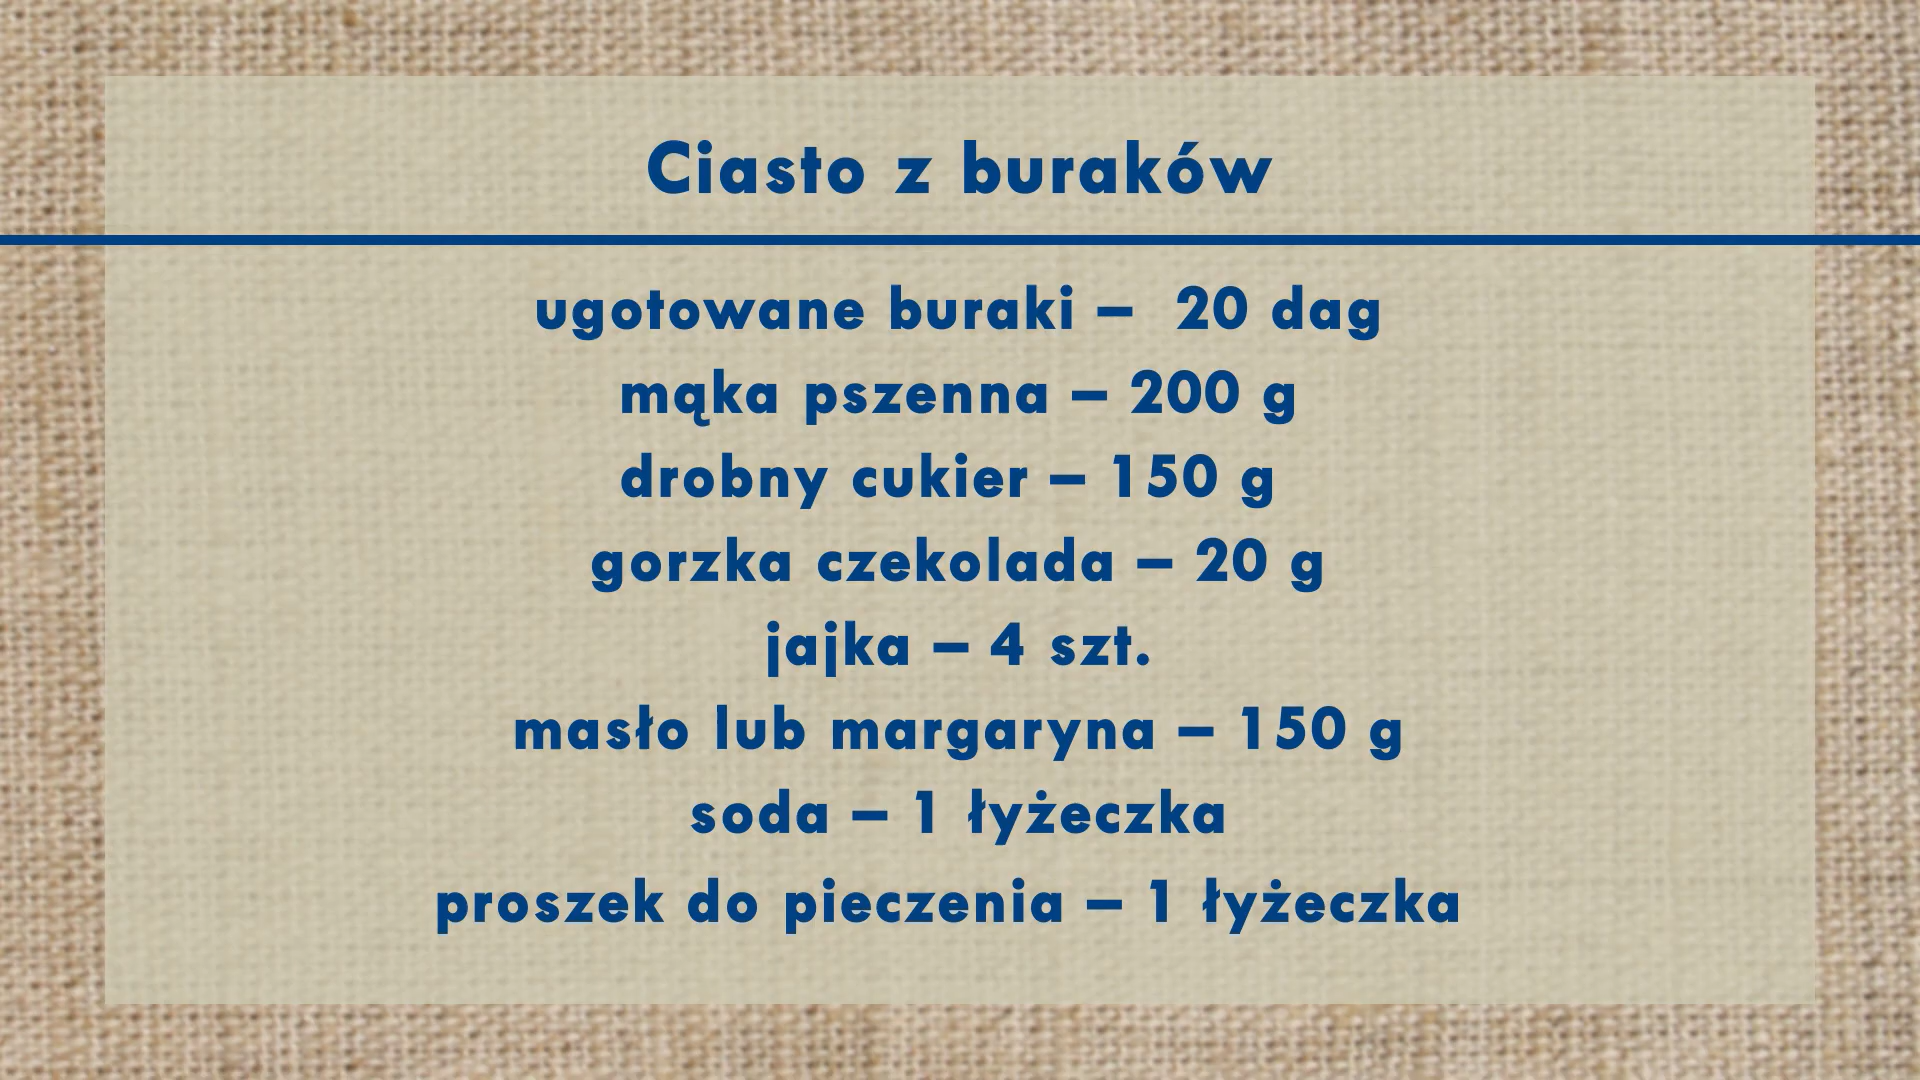 Ciasto z buraków
ugotowane buraki – 20 dag
mąka pszenna – 200 g
drobny cukier – 150 g
gorzka czekolada – 20 g
jajka – 4 szt.
masło lub margaryna – 150 g
soda – 1 łyżeczka
proszek do pieczenia – 1 łyżeczka